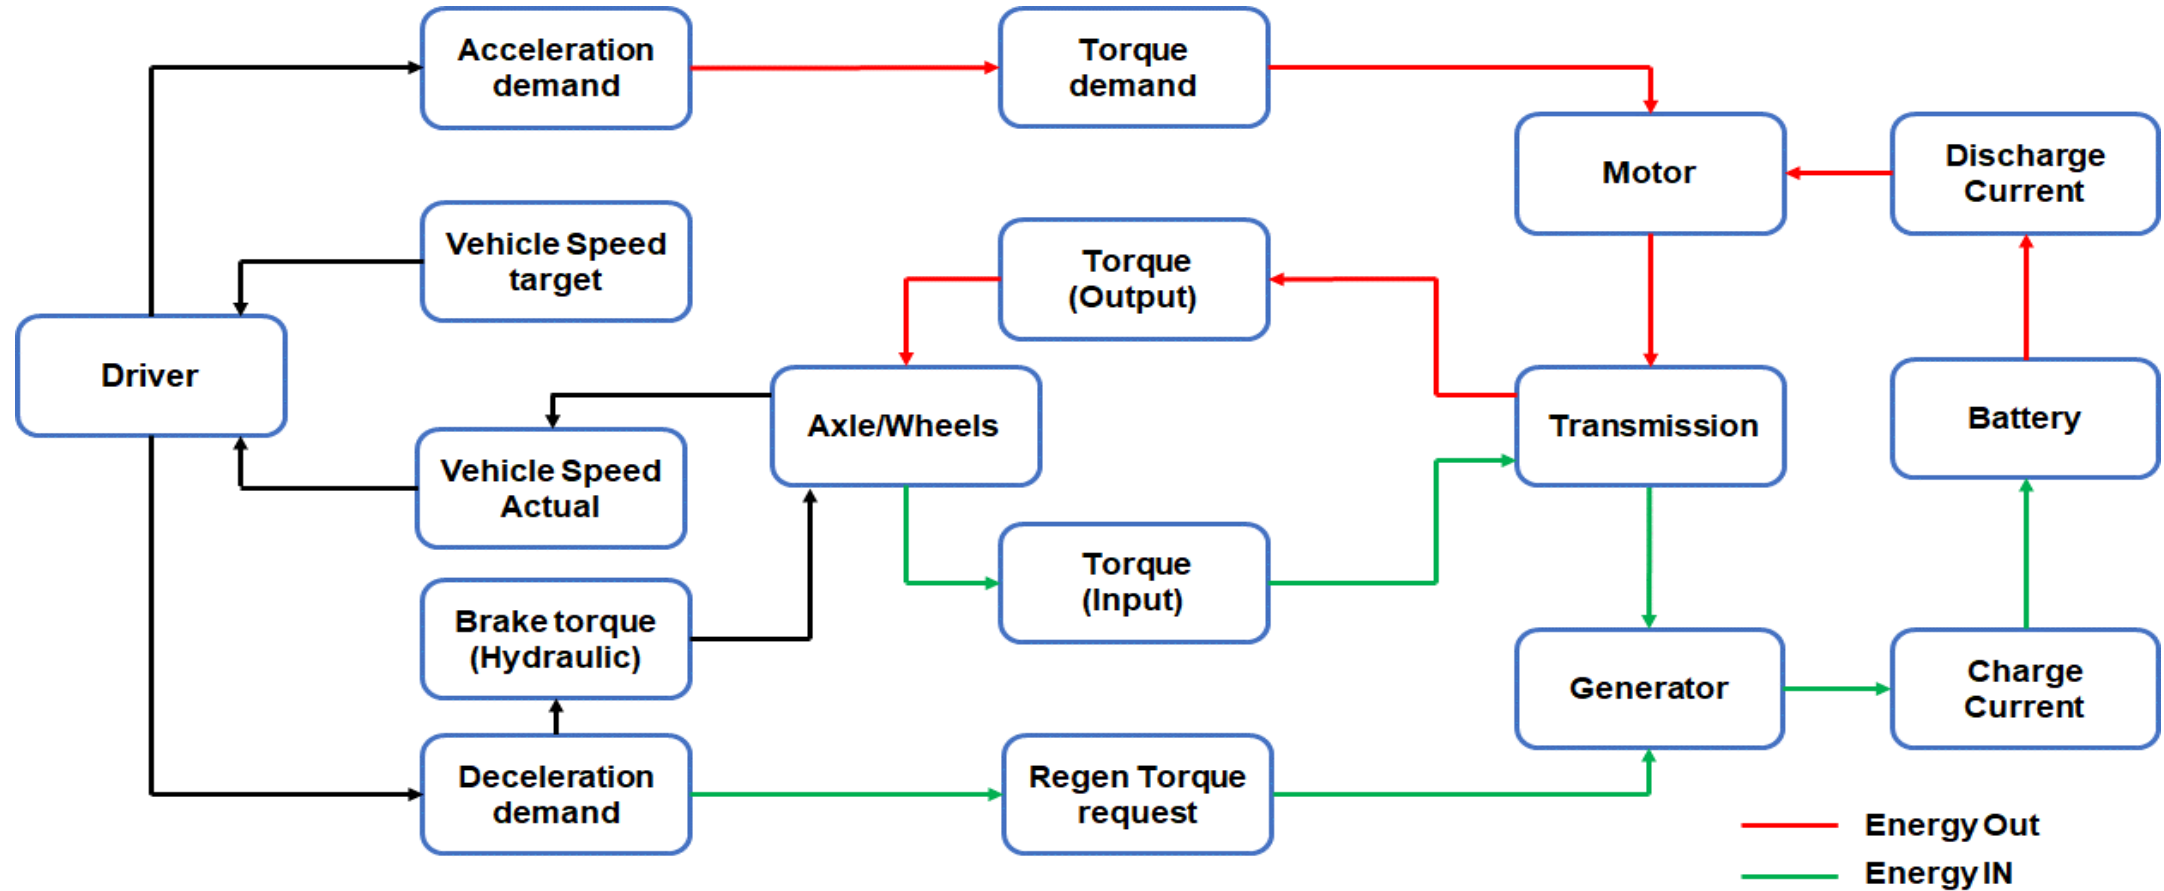 Acceleration
demand
Torque
demand
Motor
Discharge
Current
Vehicle Speed
target
Torque
(Output)
Driver
Axle/Wheels
Transmission
Battery
Vehicle Speed
Actual
Torque
(Input)
Brake torque
(Hydraulic)
Generator
Charge
Current
Deceleration
demand
Regen Torque
request
Energy Out
Energy IN